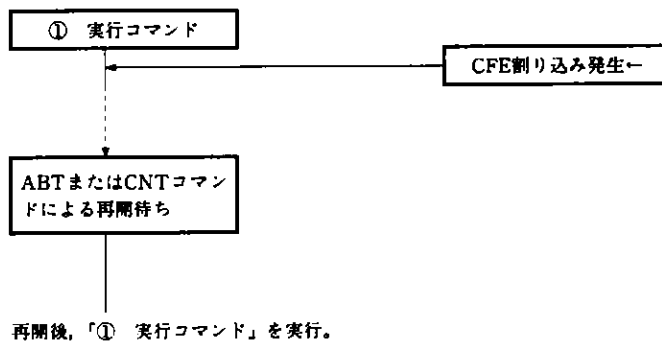 ① 実行コマンド
CFE割り込み発生←
ABTまたはCNTコマン
ドによる再開待ち
再開後,「① 実行コマンド」を実行。